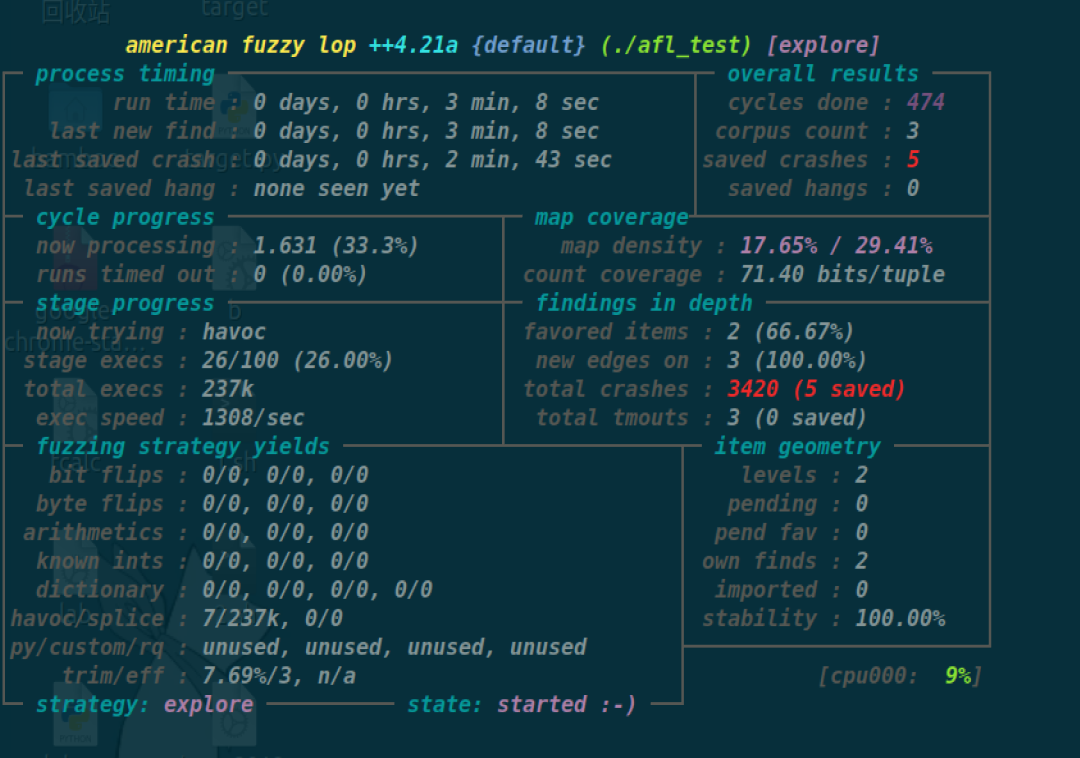 回收站 target
american fuzzy lop ++4.21a {default} (./afl_test) [explore]
process timing overall results
run time : 0 days, 0 hrs, 3 min, 8 sec cycles done : 474
last new find : 0 days, 0 hrs, 3 min, 8 sec corpus count : 3
last saved crash : 0 days, 0 hrs, 2 min, 43 sec saved crashes : 5
last saved hang : none seen yet saved hangs : 0
cycle progress map coverage
now processing : 1.631 (33.3%) map density : 17.65% / 29.41%
runs timed out : 0 (0.00%) count coverage : 71.40 bits/tuple
stage progress findings in depth
now trying : havoc favored items : 2 (66.67%)
stage execs : 26/100 (26.00%) new edges on : 3 (100.00%)
total execs : 237k total crashes : 3420 (5 saved)
exec speed : 1308/sec total tmouts : 3 (0 saved)
fuzzing strategy yields item geometry
bit flips : 0/0, 0/0, 0/0 levels : 2
byte flips : 0/0, 0/0, 0/0 pending : 0
arithmetics : 0/0, 0/0, 0/0 pend fav : 0
known ints : 0/0, 0/0, 0/0 own finds : 2
dictionary : 0/0, 0/0, 0/0, 0/0 imported : 0
havoc/splice : 7/237k, 0/0 stability : 100.00%
py/custom/rq : unused, unused, unused, unused
trim/eff : 7.69%/3, n/a [cpu000: 9%]
strategy: explore state: started :-)